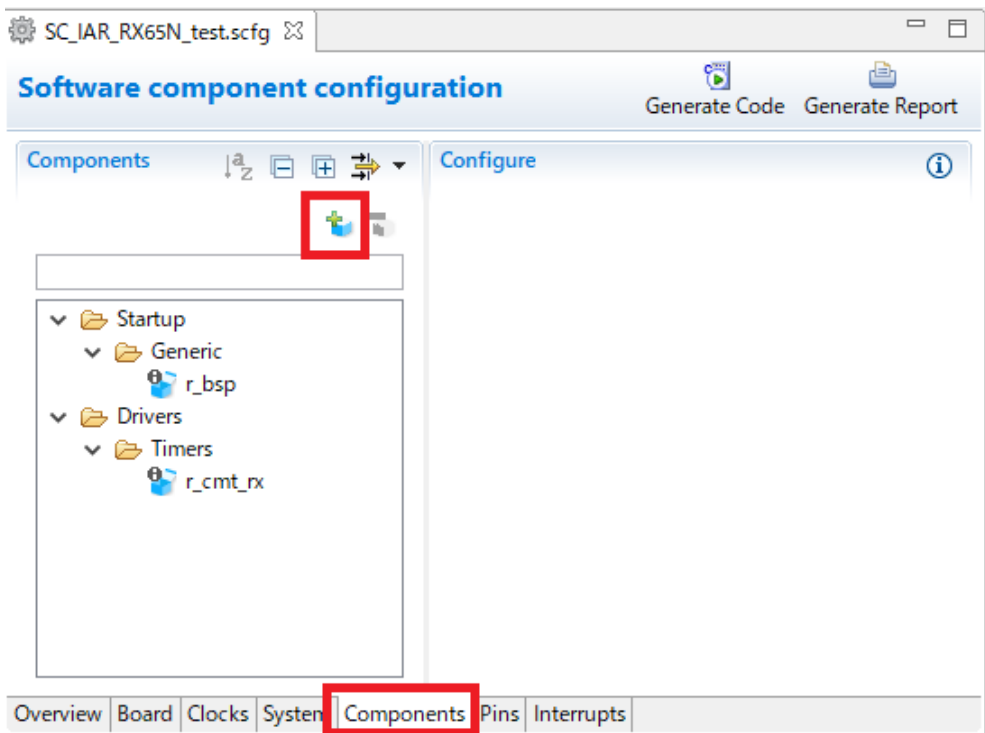 SC_IAR_RX65N_test.scfg
Software component configuration
Generate Code Generate Report
Components
Configure
Startup
Generic
r_bsp
Drivers
Timers
r_cmt_rx
Overview Board Clocks System Components Pins Interrupts